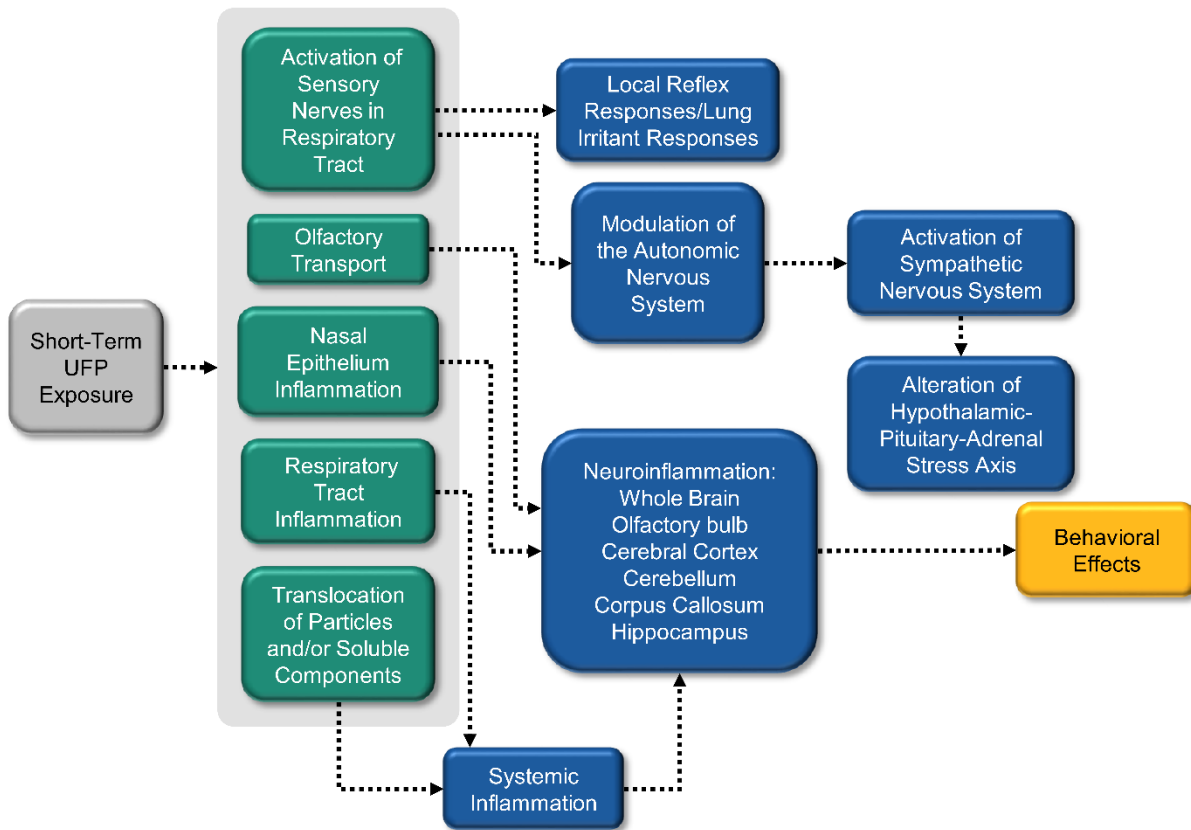 Short-Term
UFP
Exposure
Activation of
Sensory
Nerves in
Respiratory
Tract
Olfactory
Transport
Nasal
Epithelium
Inflammation
Respiratory
Tract
Inflammation
Translocation
of Particles
and/or Soluble
Components
Local Reflex
Responses/Lung
Irritant Responses
Modulation of
the Autonomic
Nervous
System
Activation of
Sympathetic
Nervous System
Alteration of
Hypothalamic-
Pituitary-Adrenal
Stress Axis
Neuroinflammation:
Whole Brain
Olfactory bulb
Cerebral Cortex
Cerebellum
Corpus Callosum
Hippocampus
Behavioral
Effects
Systemic
Inflammation